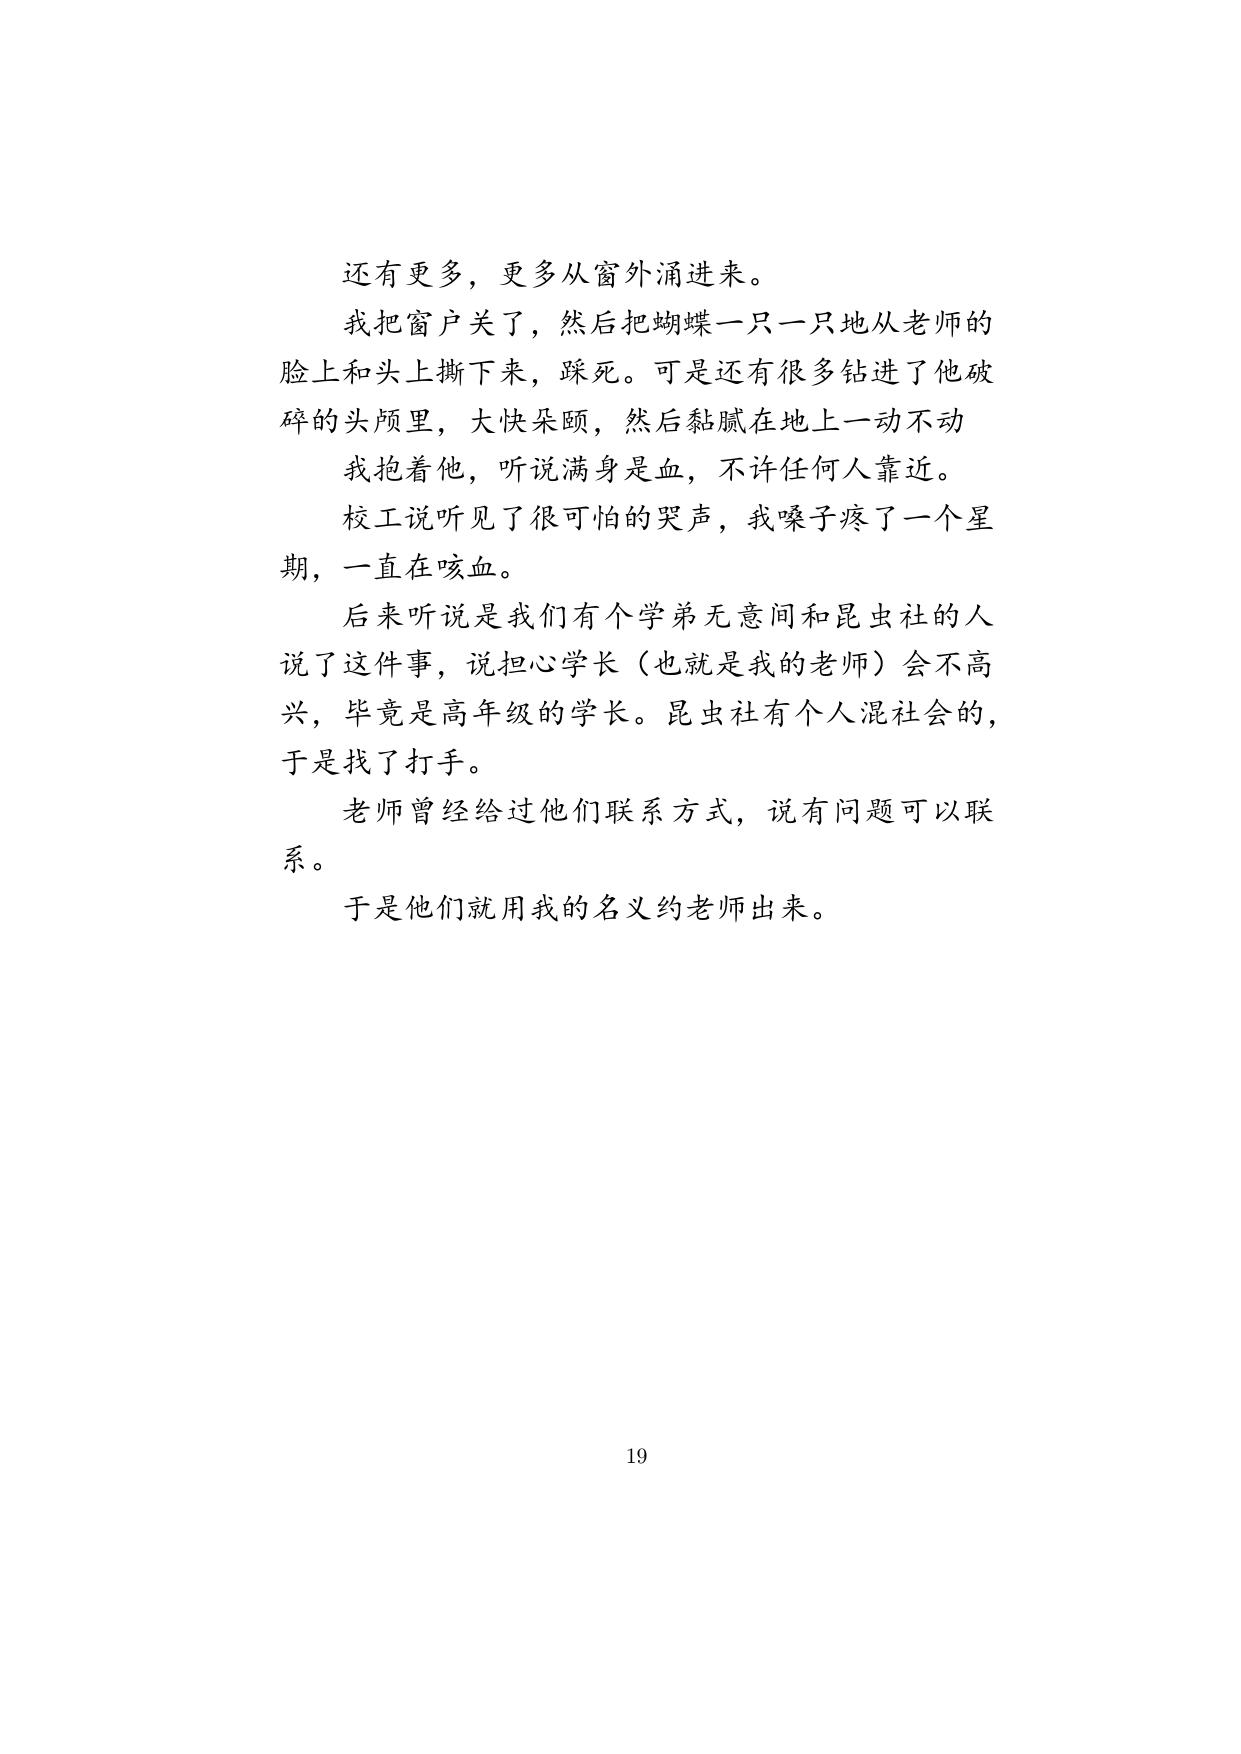 还有更多，更多从窗外涌进来。
我把窗户关了，然后把蝴蝶一只一只地从老师的
脸上和头上撕下来，踩死。可是还有很多钻进了他破
碎的头颅里，大快朵颐，然后黏腻在地上一动不动
我抱着他，听说满身是血，不许任何人靠近。
校工说听见了很可怕的哭声，我嗓子疼了一个星
期，一直在咳血。
后来听说是我们有个学弟无意间和昆虫社的人
说了这件事，说担心学长（也就是我的老师）会不高
兴，毕竟是高年级的学长。昆虫社有个人混社会的，
于是找了打手。
老师曾经给过他们联系方式，说有问题可以联
系。
于是他们就用我的名义约老师出来。
19